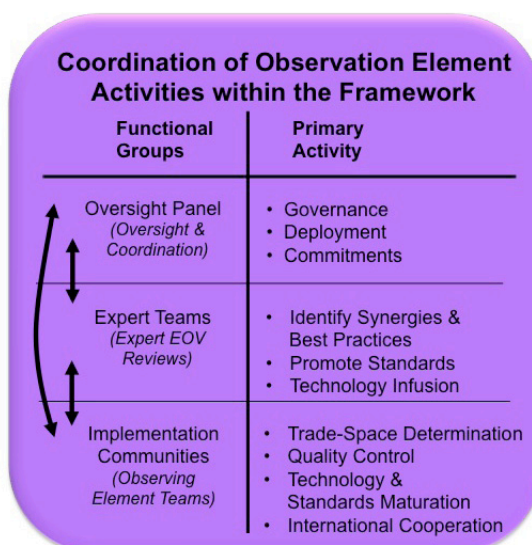 Coordination of Observation Element
Activities within the Framework
Functional
Groups
Primary
Activity
Oversight Panel
(Oversight &
Coordination)
• Governance
• Deployment
• Commitments
Expert Teams
(Expert EOV
Reviews)
• Identify Synergies &
Best Practices
• Promote Standards
• Technology Infusion
Implementation
Communities
(Observing
Element Teams)
• Trade-Space Determination
• Quality Control
• Technology &
Standards Maturation
• International Cooperation